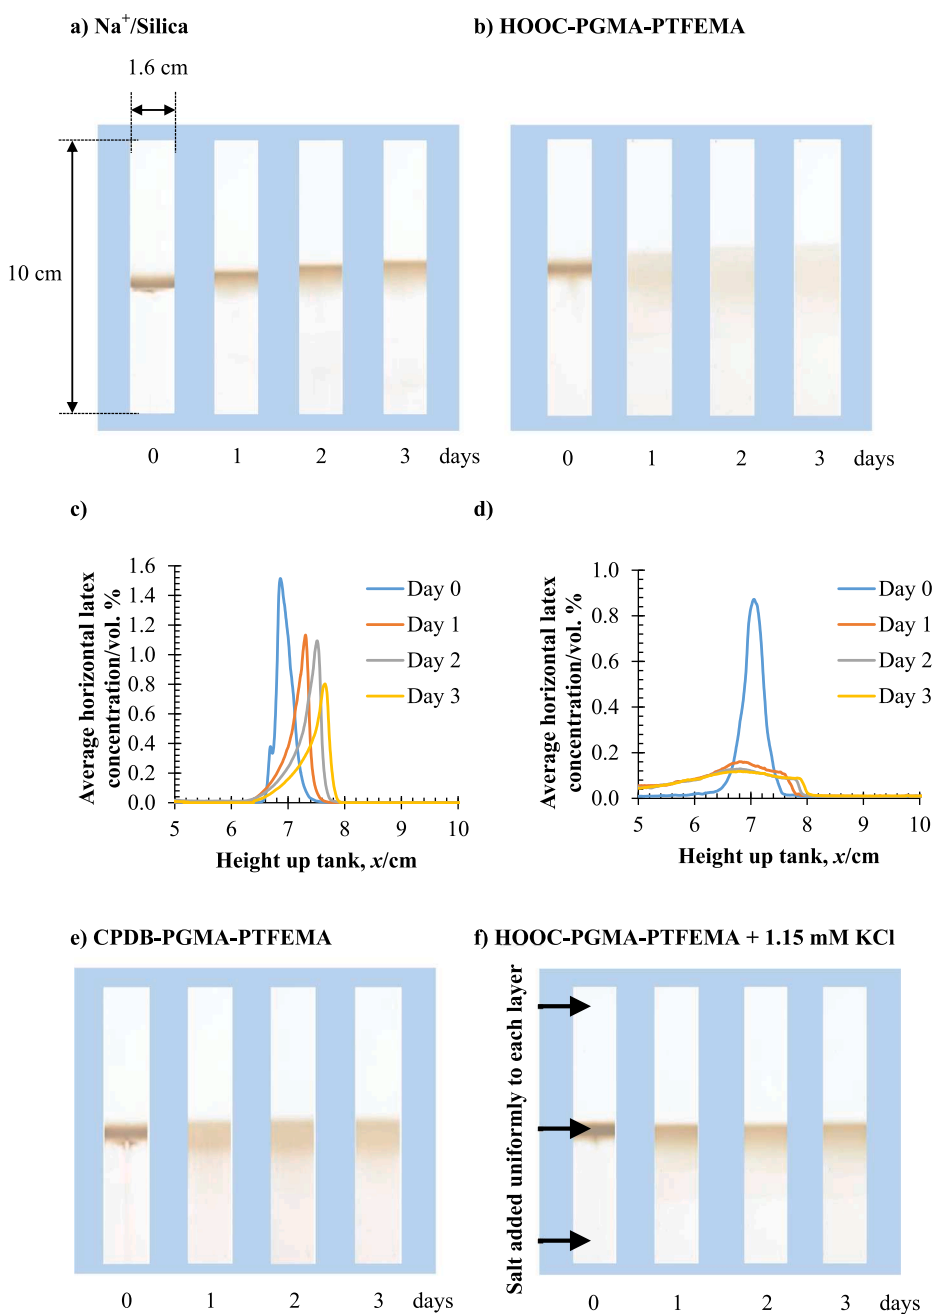 a) Na⁺/Silica
b) HOOC-PGMA-PTFEMA
1.6 cm
10 cm
0 1 2 3 days
0 1 2 3 days
c)
d)
Average horizontal latex
concentration/vol. %
1.6
1.4
1.2
1.0
0.8
0.6
0.4
0.2
0.0
5 6 7 8 9 10
Height up tank, x/cm
Day 0
Day 1
Day 2
Day 3
Average horizontal latex
concentration/vol. %
1.0
0.8
0.6
0.4
0.2
0.0
5 6 7 8 9 10
Height up tank, x/cm
Day 0
Day 1
Day 2
Day 3
e) CPDB-PGMA-PTFEMA
f) HOOC-PGMA-PTFEMA + 1.15 mM KCl
Salt added uniformly to each layer
0 1 2 3 days
0 1 2 3 days